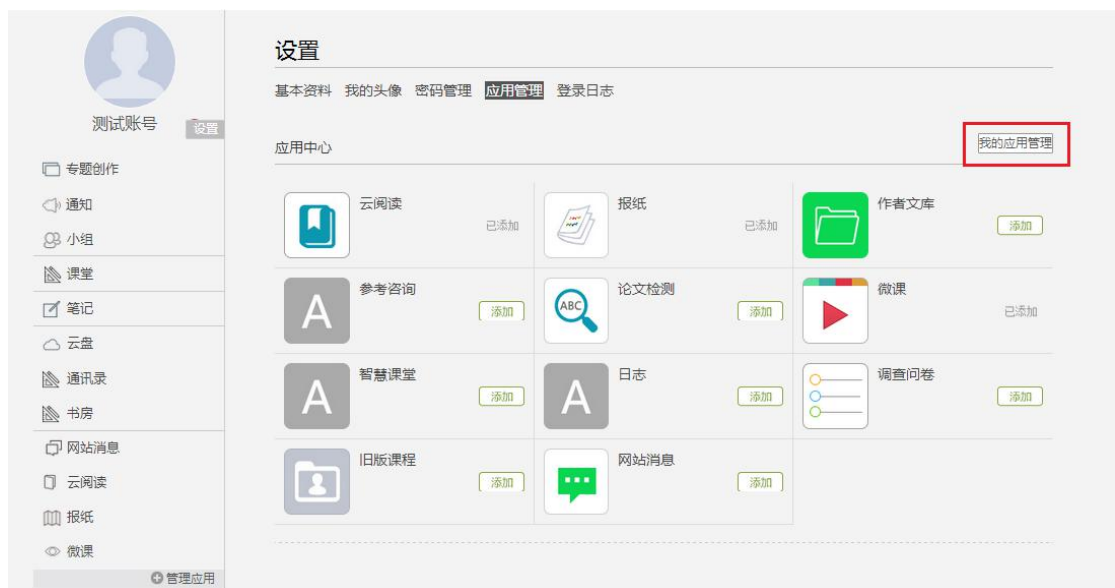 设置
基本资料 我的头像 密码管理 应用管理 登录日志
测试账号
设置
应用中心
我的应用管理
专题创作
通知
小组
课堂
笔记
云盘
通讯录
书房
网站消息
云阅读
报纸
微课
管理应用
云阅读
已添加
报纸
已添加
作者文库
添加
A
参考咨询
添加
ABC
论文检测
添加
微课
已添加
A
智慧课堂
添加
A
日志
添加
调查问卷
添加
旧版课程
添加
网站消息
添加